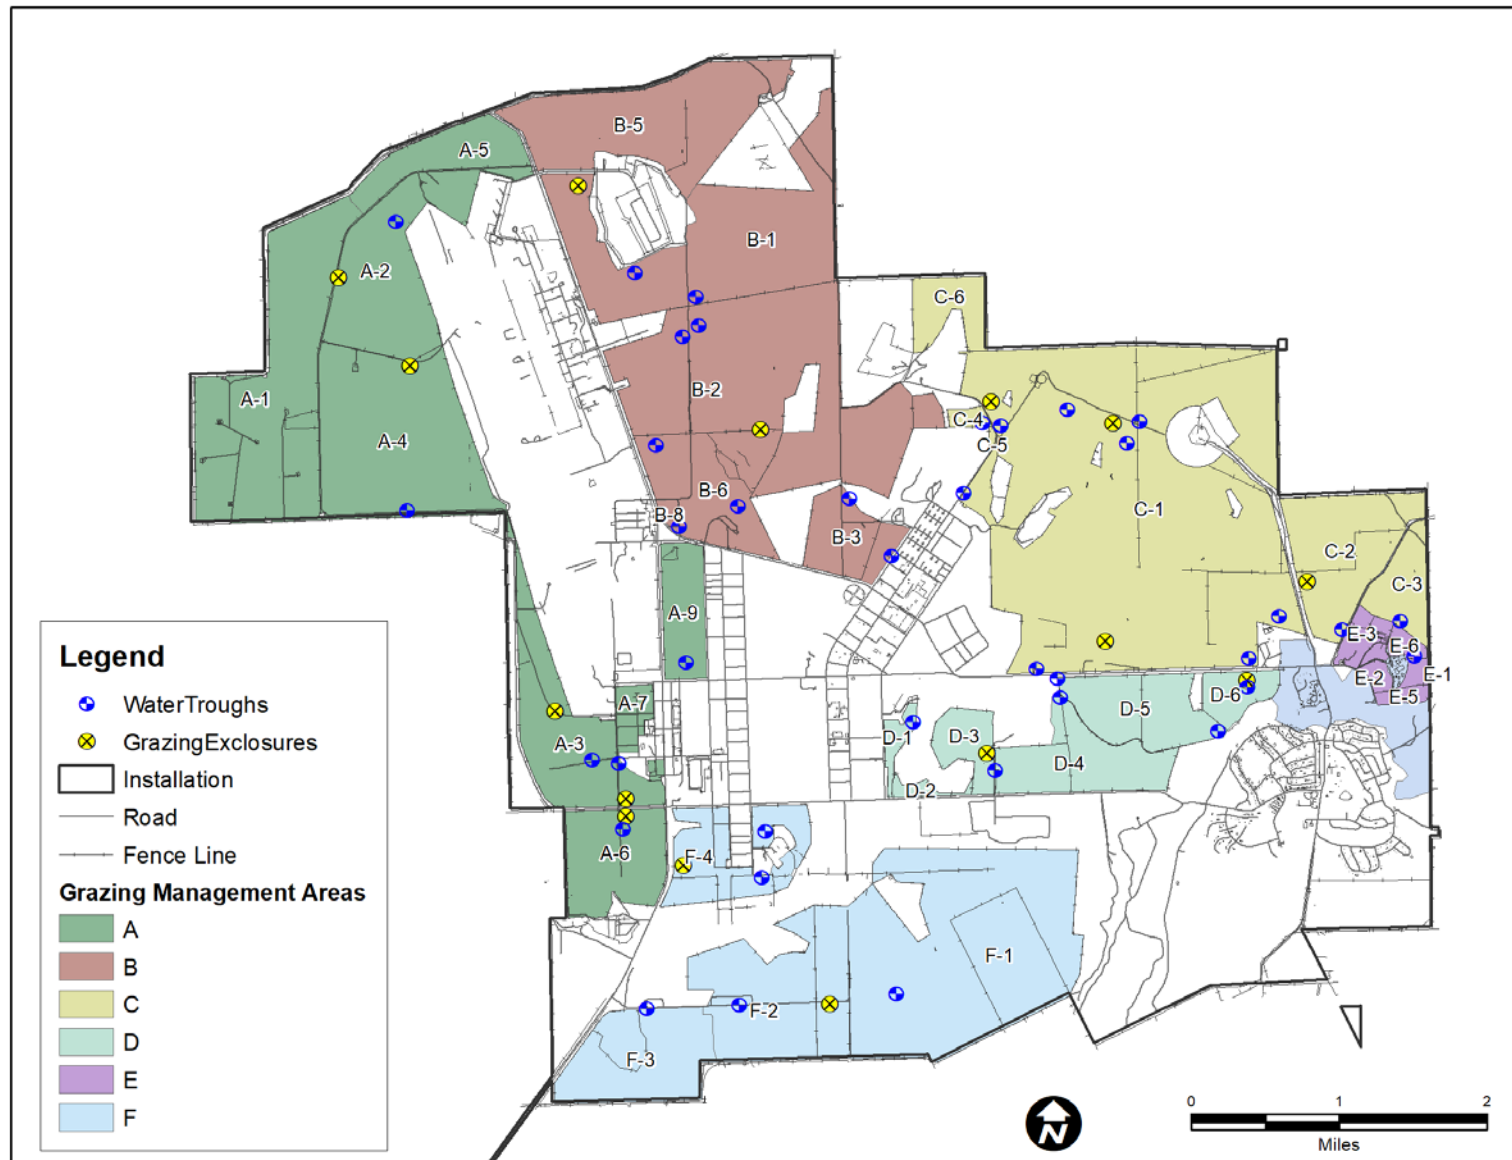 B-5
A-5
B-1
A-2
C-6
A-1
B-2
A-4
C-4
C-5
B-6
C-1
B-8
B-3
C-2
C-3
A-9
E-3
E-6
E-1
E-2
E-5
A-7
D-6
D-5
D-1
D-3
A-3
D-4
D-2
A-6
F-4
F-1
F-2
F-3
Legend
WaterTroughs
GrazingExclosures
Installation
Road
Fence Line
Grazing Management Areas
A
B
C
D
E
F
N
0 1 2
Miles